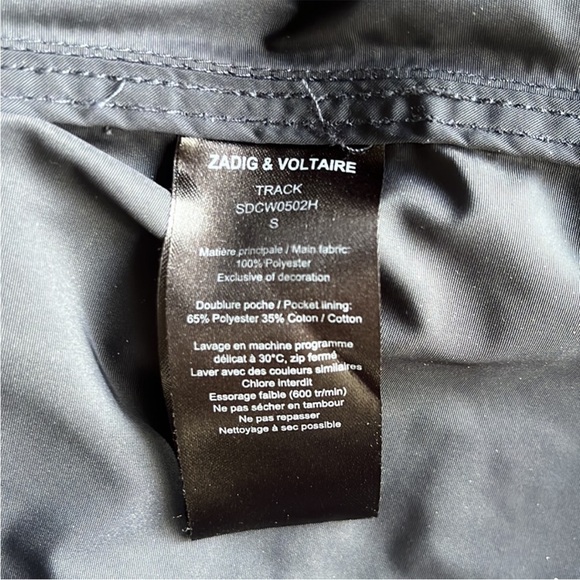 ZADIG & VOLTAIRE
TRACK
SDCW0502H
S
Matière principale / Main fabric:
100% Polyester
Exclusive of decoration
Doublure poche / Pocket lining:
65% Polyester 35% Coton / Cotton
Lavage en machine programme
délicat à 30°C, zip fermé
Laver avec des couleurs similaires
Chlore interdit
Essorage faible (600 tr/min)
Ne pas sécher en tambour
Ne pas repasser
Nettoyage à sec possible